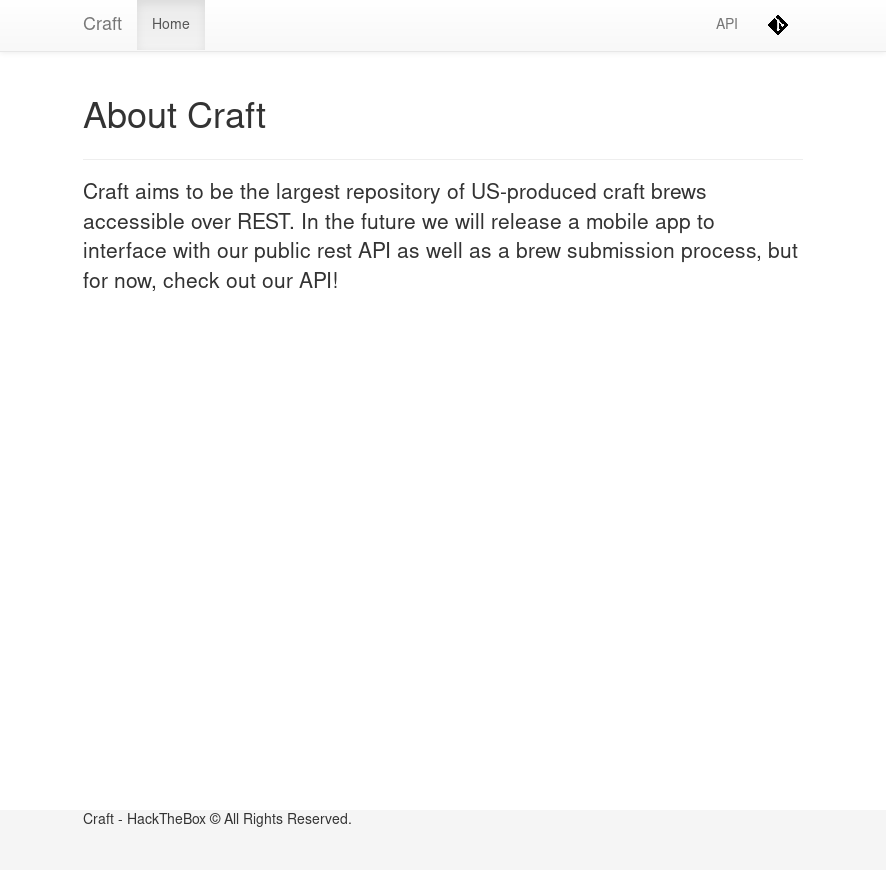 Craft Home API
About Craft
Craft aims to be the largest repository of US-produced craft brews
accessible over REST. In the future we will release a mobile app to
interface with our public rest API as well as a brew submission process, but
for now, check out our API!
Craft - HackTheBox © All Rights Reserved.